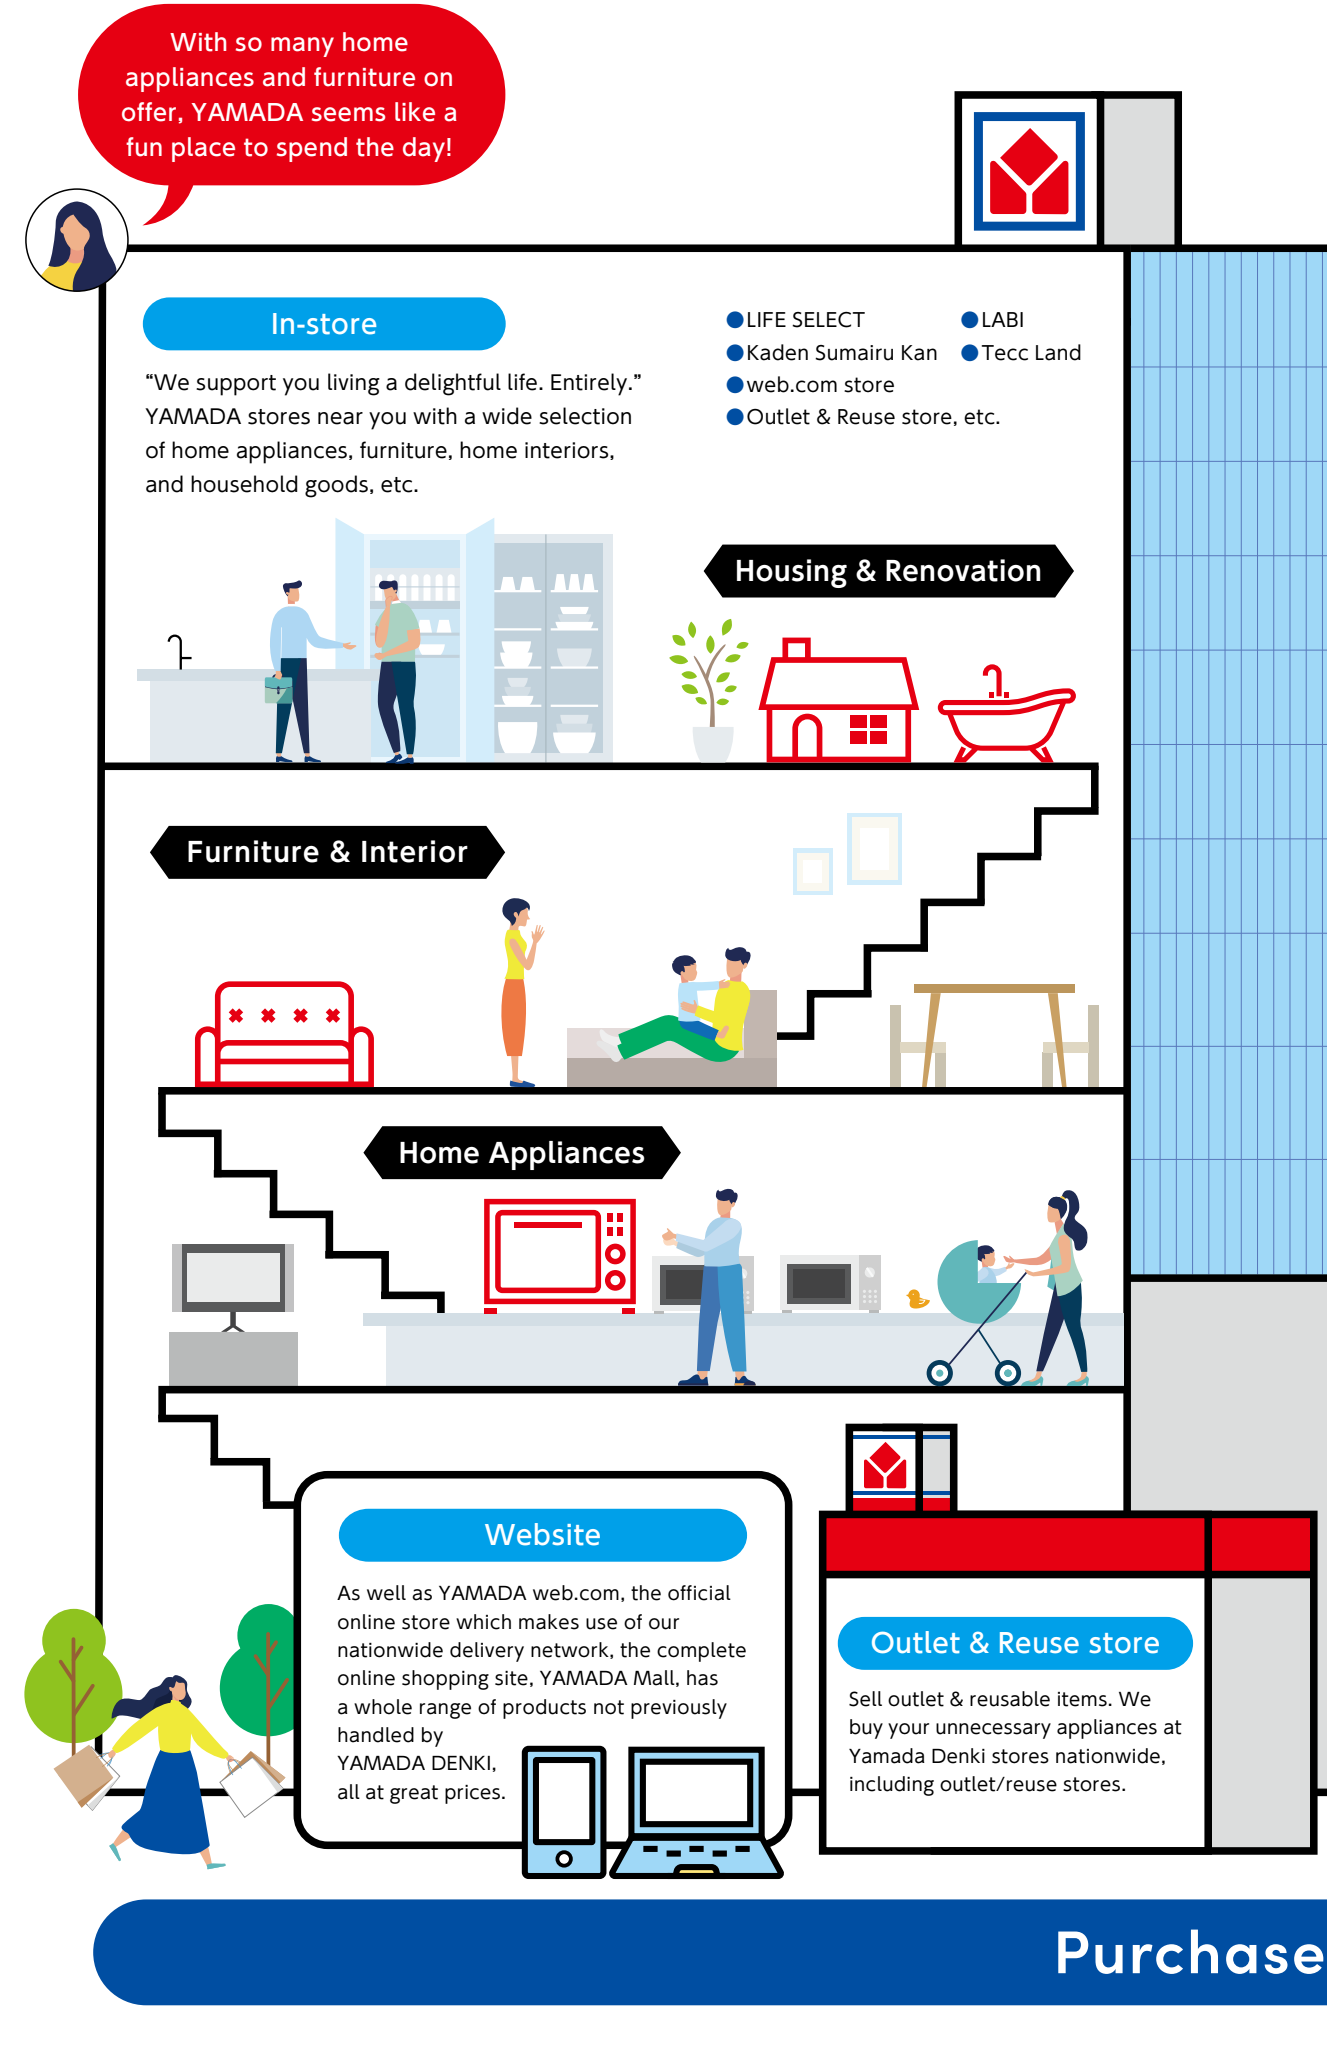 With so many home
appliances and furniture on
offer, YAMADA seems like a
fun place to spend the day!
In-store
“We support you living a delightful life. Entirely.”
YAMADA stores near you with a wide selection
of home appliances, furniture, home interiors,
and household goods, etc.
●LIFE SELECT ●LABI
●Kaden Sumairu Kan ●Tecc Land
●web.com store
●Outlet & Reuse store, etc.
Housing & Renovation
Furniture & Interior
Home Appliances
Website
As well as YAMADA web.com, the official
online store which makes use of our
nationwide delivery network, the complete
online shopping site, YAMADA Mall, has
a whole range of products not previously
handled by
YAMADA DENKI,
all at great prices.
Outlet & Reuse store
Sell outlet & reusable items. We
buy your unnecessary appliances at
Yamada Denki stores nationwide,
including outlet/reuse stores.
Purchase